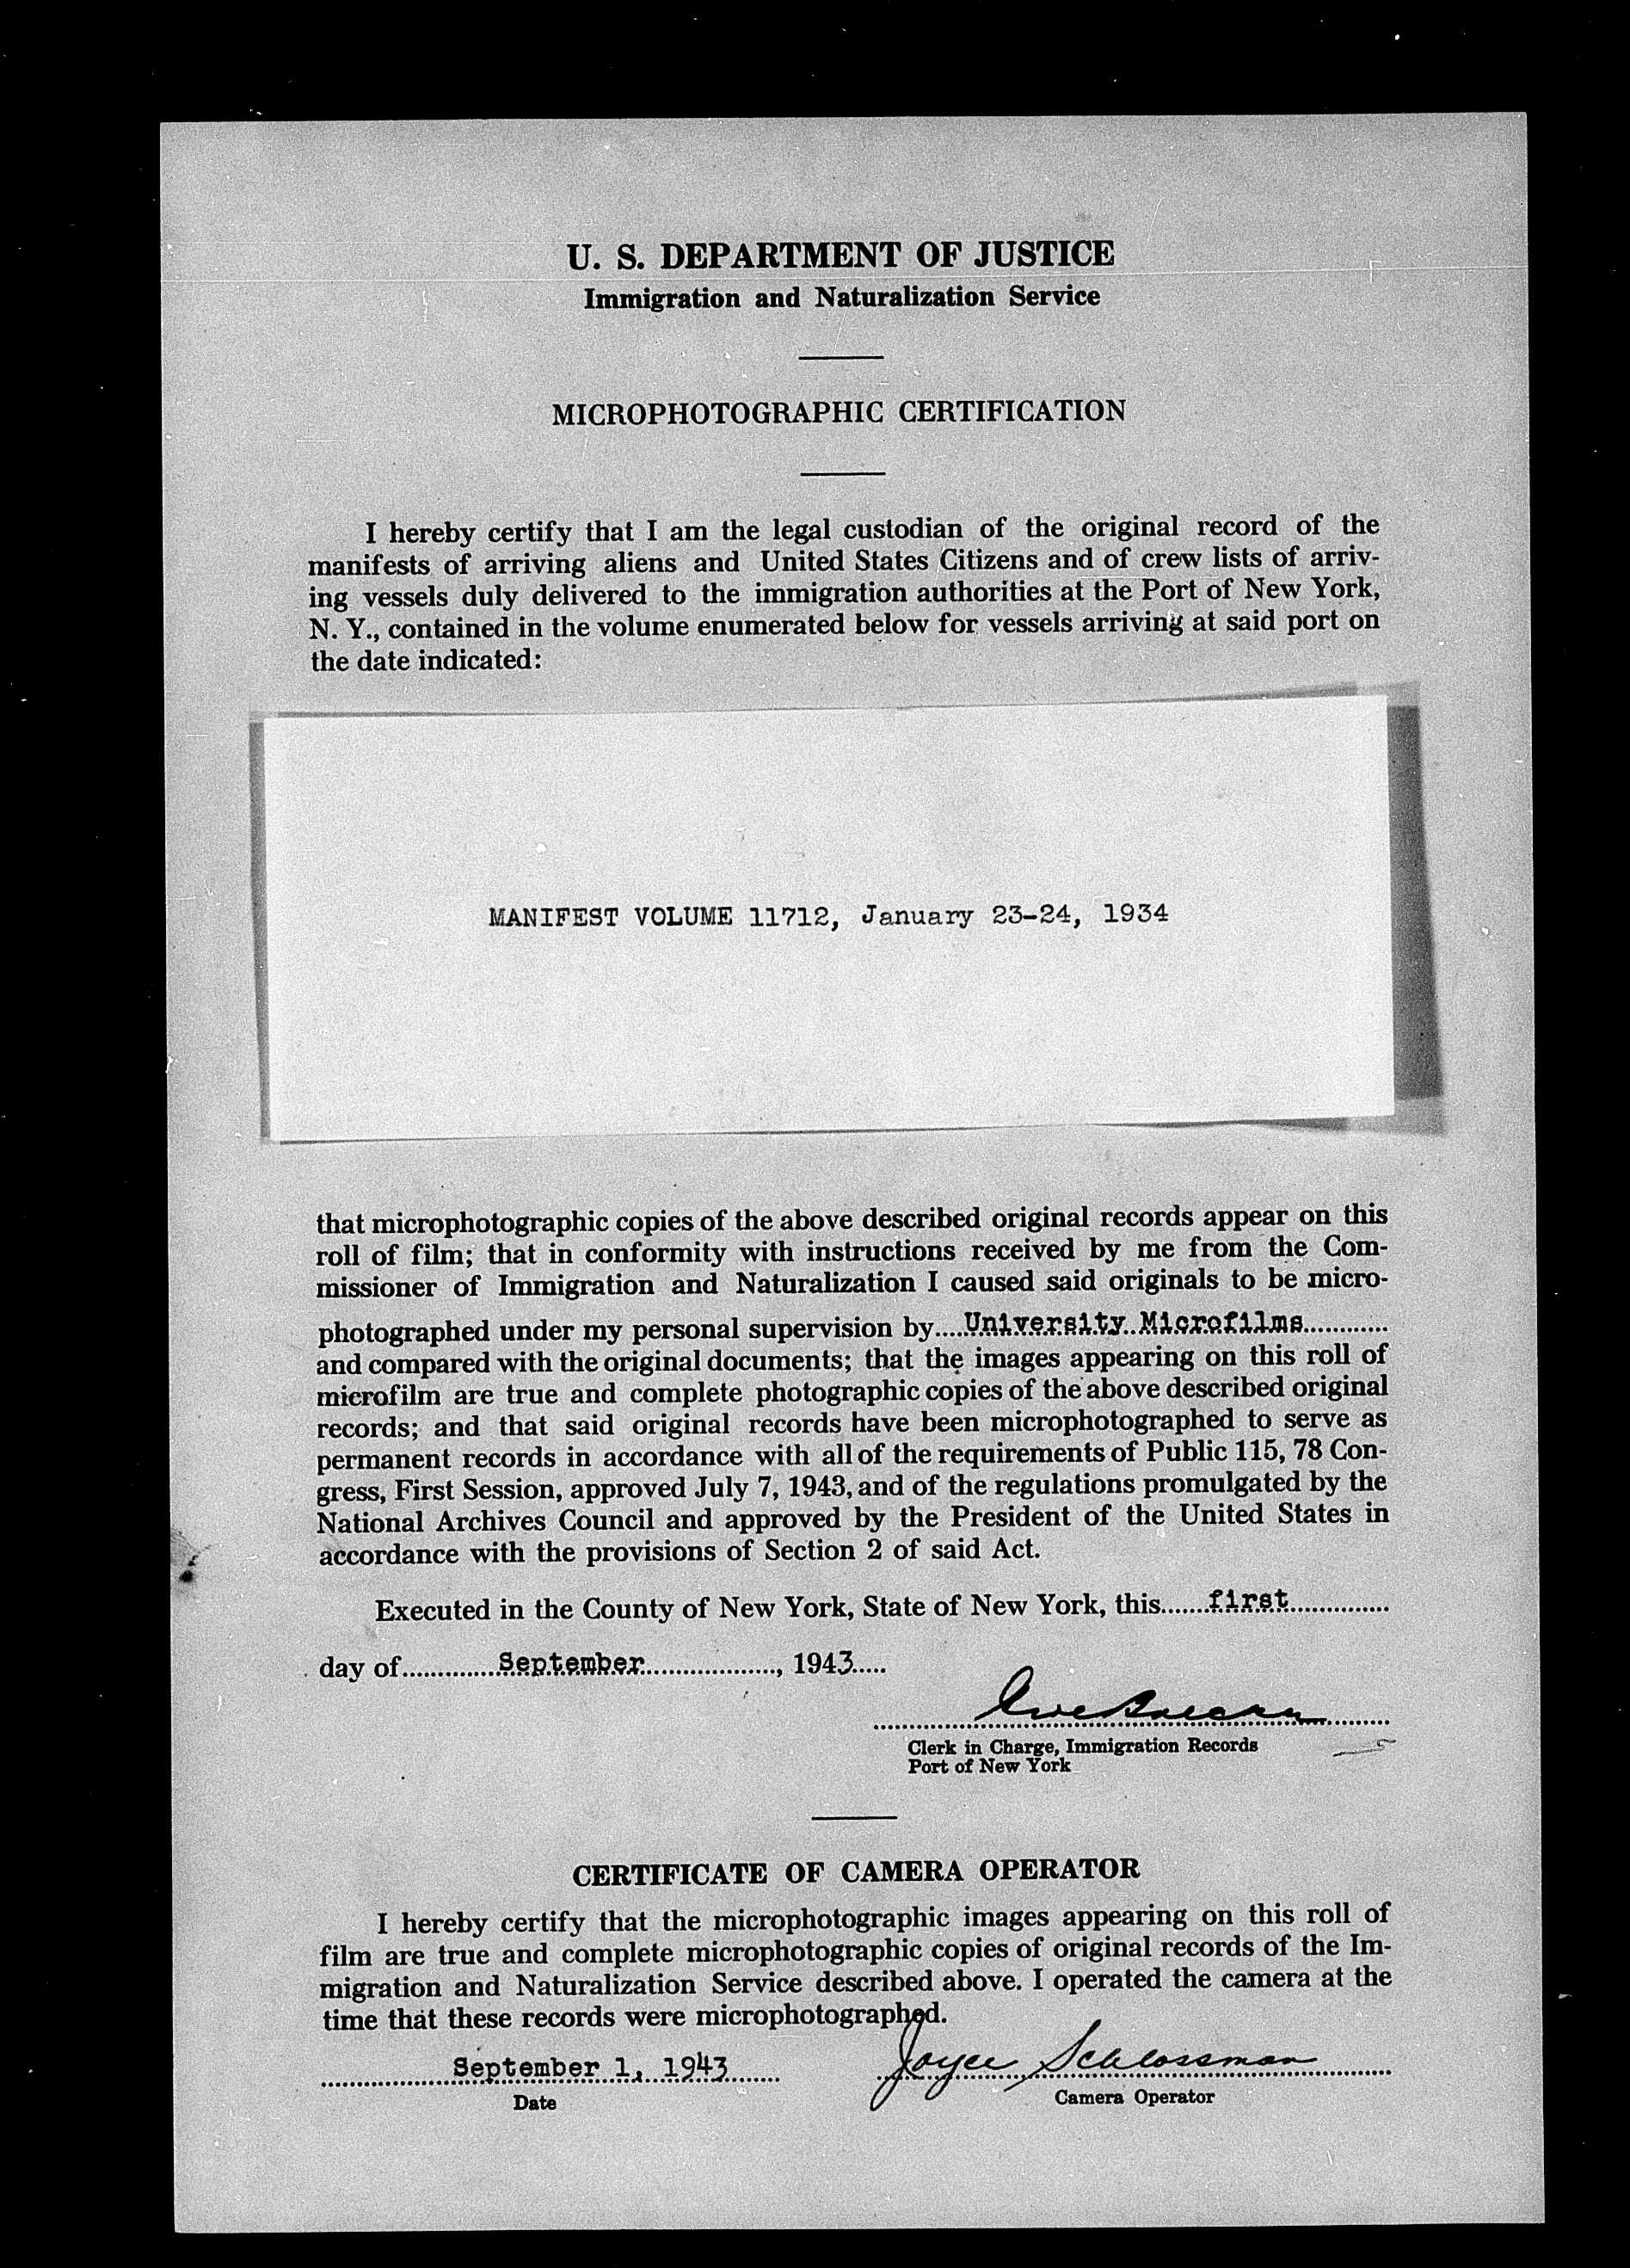 U. S. DEPARTMENT OF JUSTICE
Immigration and Naturalization Service
MICROPHOTOGRAPHIC CERTIFICATION
I hereby certify that I am the legal custodian of the original record of the
manifests of arriving aliens and United States Citizens and of crew lists of arriv-
ing vessels duly delivered to the immigration authorities at the Port of New York,
N. Y., contained in the volume enumerated below for vessels arriving at said port on
the date indicated:
MANIFEST VOLUME 11712, January 23-24, 1934
that microphotographic copies of the above described original records appear on this
roll of film; that in conformity with instructions received by me from the Com-
missioner of Immigration and Naturalization I caused said originals to be micro-
photographed under my personal supervision by....University Microfilms............
and compared with the original documents; that the images appearing on this roll of
microfilm are true and complete photographic copies of the above described original
records; and that said original records have been microphotographed to serve as
permanent records in accordance with all of the requirements of Public 115, 78 Con-
gress, First Session, approved July 7, 1943, and of the regulations promulgated by the
National Archives Council and approved by the President of the United States in
accordance with the provisions of Section 2 of said Act.
Executed in the County of New York, State of New York, this.......first..............
day of.............September..................., 1943.....
Clerk in Charge, Immigration Records
Port of New York
CERTIFICATE OF CAMERA OPERATOR
I hereby certify that the microphotographic images appearing on this roll of
film are true and complete microphotographic copies of original records of the Im-
migration and Naturalization Service described above. I operated the camera at the
time that these records were microphotographed.
September 1, 1943 Joyce Schlossman
Date Camera Operator